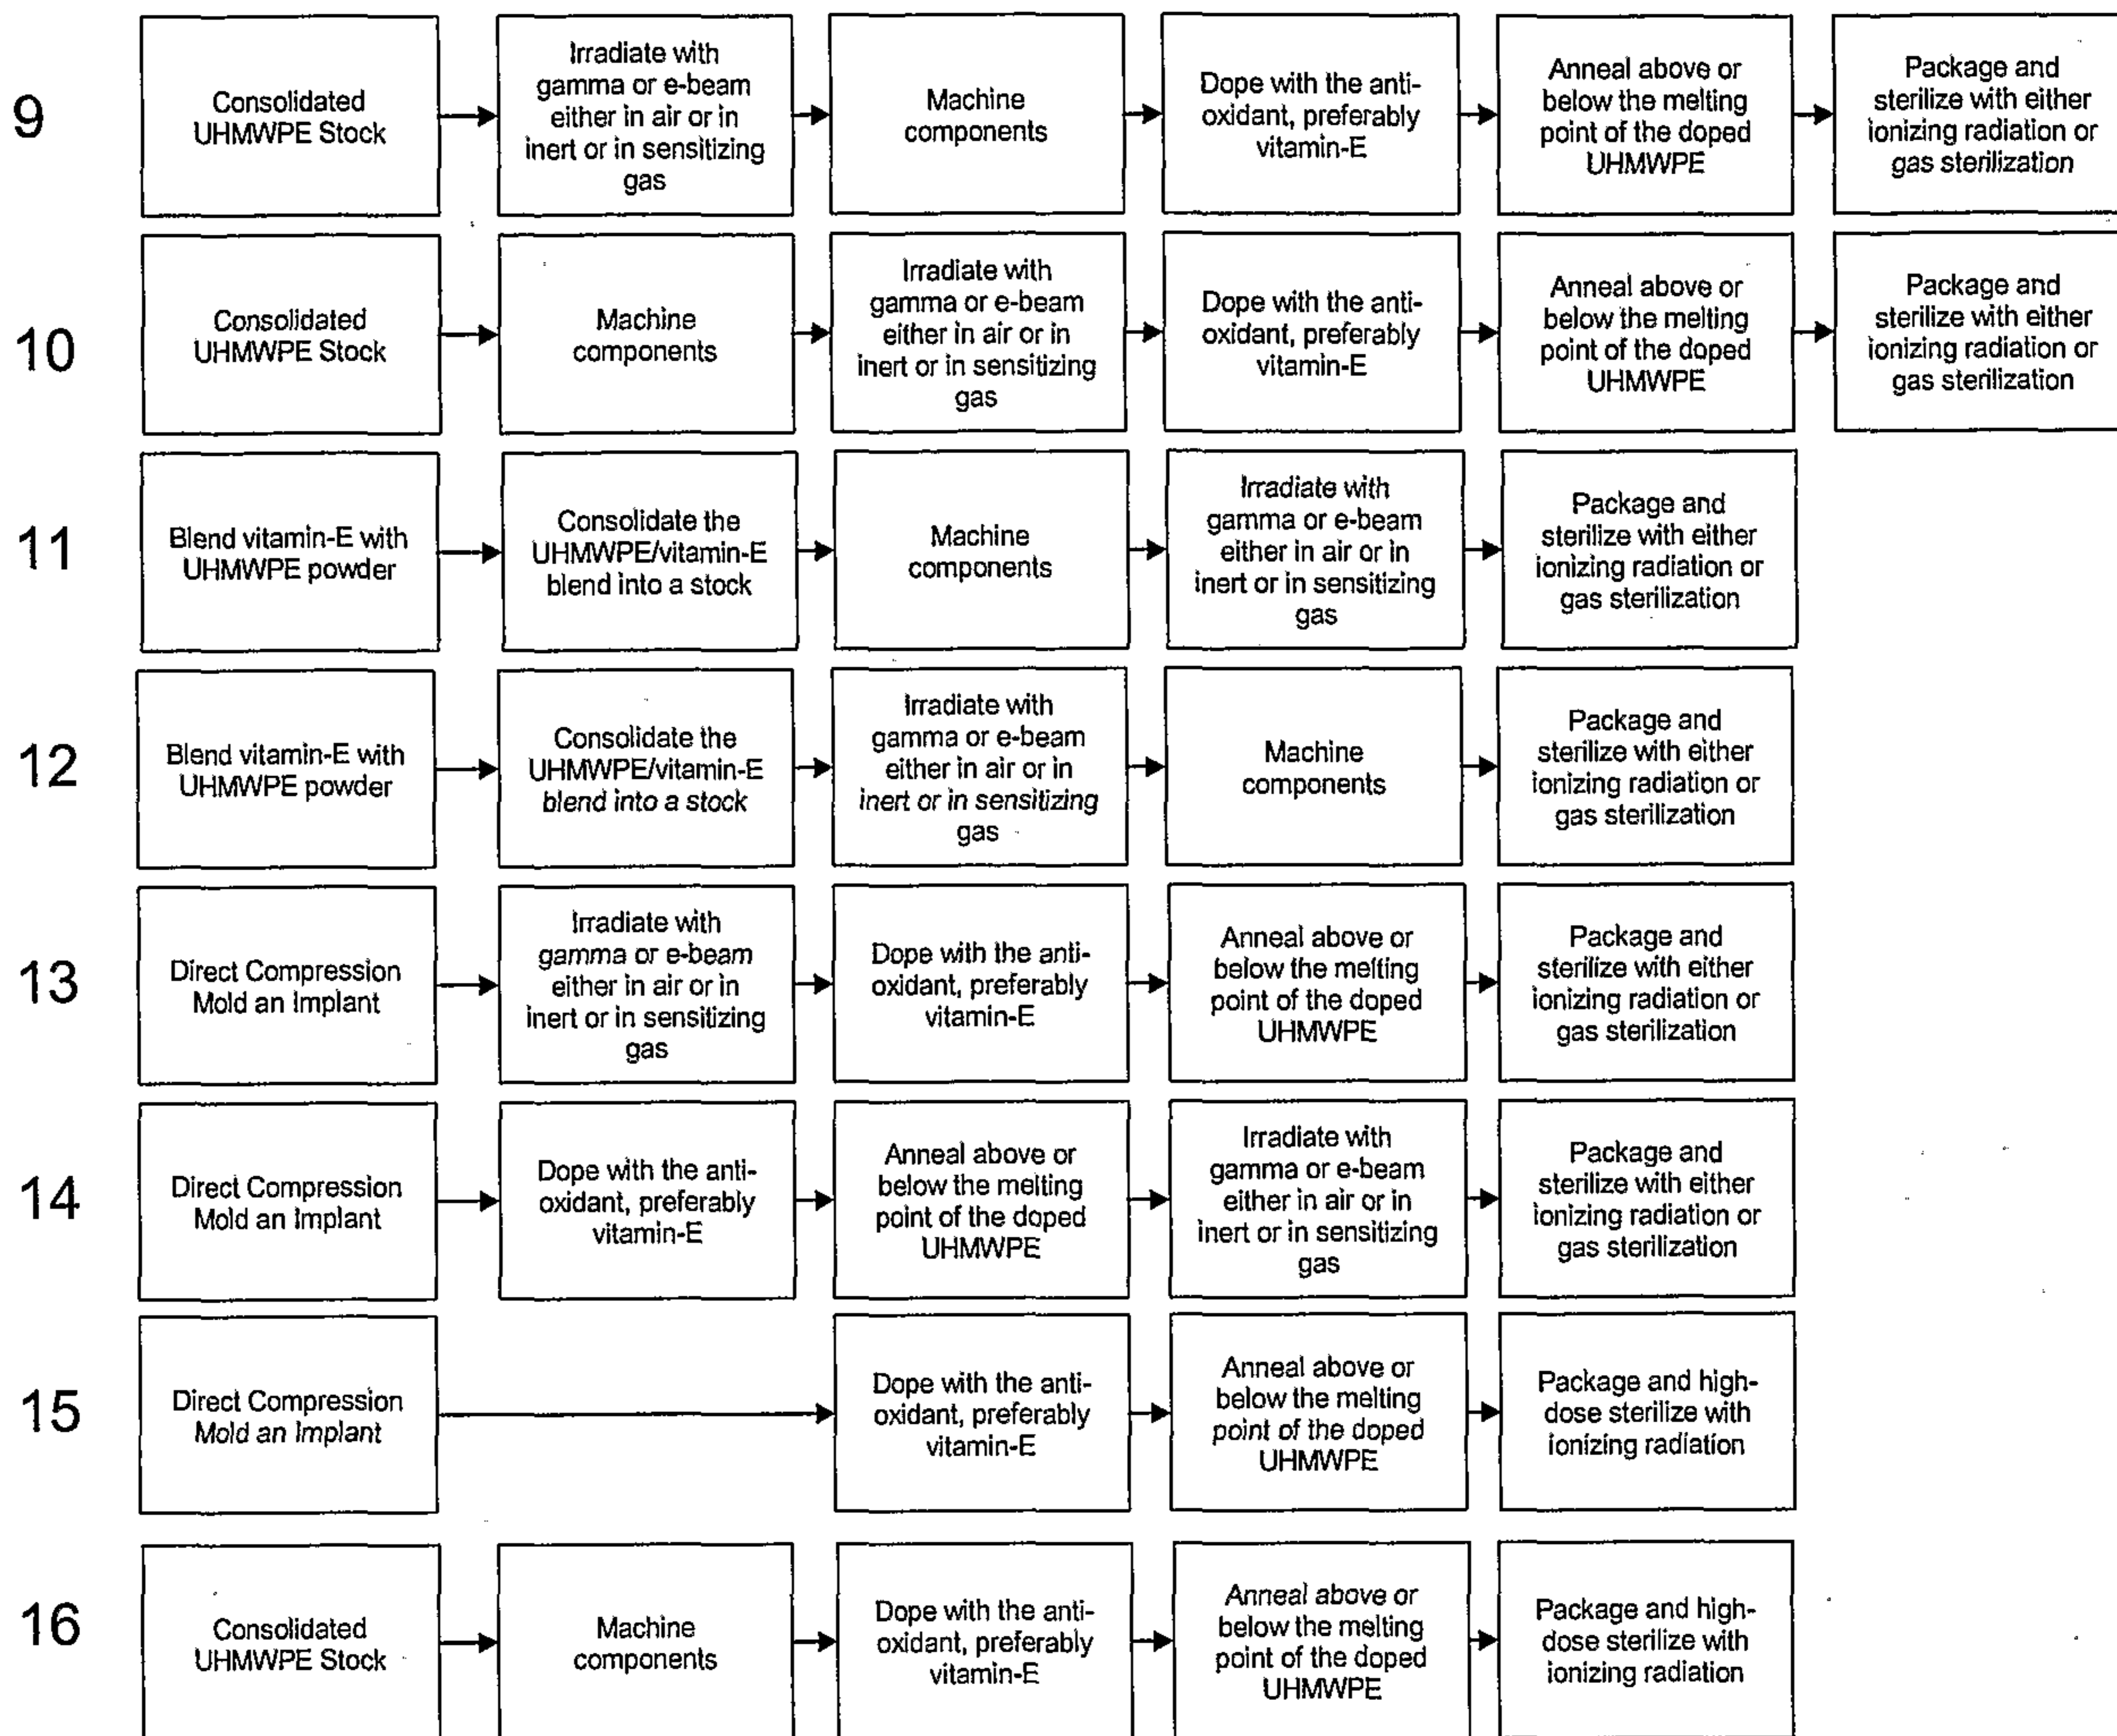 9
Consolidated
UHMWPE Stock
Irradiate with
gamma or e-beam
either in air or in
inert or in sensitizing
gas
Machine
components
Dope with the anti-
oxidant, preferably
vitamin-E
Anneal above or
below the melting
point of the doped
UHMWPE
Package and
sterilize with either
ionizing radiation or
gas sterilization
10
Consolidated
UHMWPE Stock
Machine
components
Irradiate with
gamma or e-beam
either in air or in
inert or in sensitizing
gas
Dope with the anti-
oxidant, preferably
vitamin-E
Anneal above or
below the melting
point of the doped
UHMWPE
Package and
sterilize with either
ionizing radiation or
gas sterilization
11
Blend vitamin-E with
UHMWPE powder
Consolidate the
UHMWPE/vitamin-E
blend into a stock
Machine
components
Irradiate with
gamma or e-beam
either in air or in
inert or in sensitizing
gas
Package and
sterilize with either
ionizing radiation or
gas sterilization
12
Blend vitamin-E with
UHMWPE powder
Consolidate the
UHMWPE/vitamin-E
blend into a stock
Irradiate with
gamma or e-beam
either in air or in
inert or in sensitizing
gas
Machine
components
Package and
sterilize with either
ionizing radiation or
gas sterilization
13
Direct Compression
Mold an Implant
Irradiate with
gamma or e-beam
either in air or in
inert or in sensitizing
gas
Dope with the anti-
oxidant, preferably
vitamin-E
Anneal above or
below the melting
point of the doped
UHMWPE
Package and
sterilize with either
ionizing radiation or
gas sterilization
14
Direct Compression
Mold an Implant
Dope with the anti-
oxidant, preferably
vitamin-E
Anneal above or
below the melting
point of the doped
UHMWPE
Irradiate with
gamma or e-beam
either in air or in
inert or in sensitizing
gas
Package and
sterilize with either
ionizing radiation or
gas sterilization
15
Direct Compression
Mold an Implant
Dope with the anti-
oxidant, preferably
vitamin-E
Anneal above or
below the melting
point of the doped
UHMWPE
Package and high-
dose sterilize with
ionizing radiation
16
Consolidated
UHMWPE Stock
Machine
components
Dope with the anti-
oxidant, preferably
vitamin-E
Anneal above or
below the melting
point of the doped
UHMWPE
Package and high-
dose sterilize with
ionizing radiation